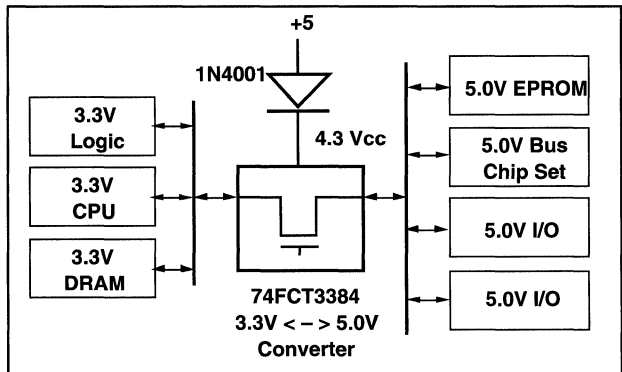 +5
1N4001
4.3 Vcc
3.3V
Logic
3.3V
CPU
3.3V
DRAM
5.0V EPROM
5.0V Bus
Chip Set
5.0V I/O
5.0V I/O
74FCT3384
3.3V < – > 5.0V
Converter